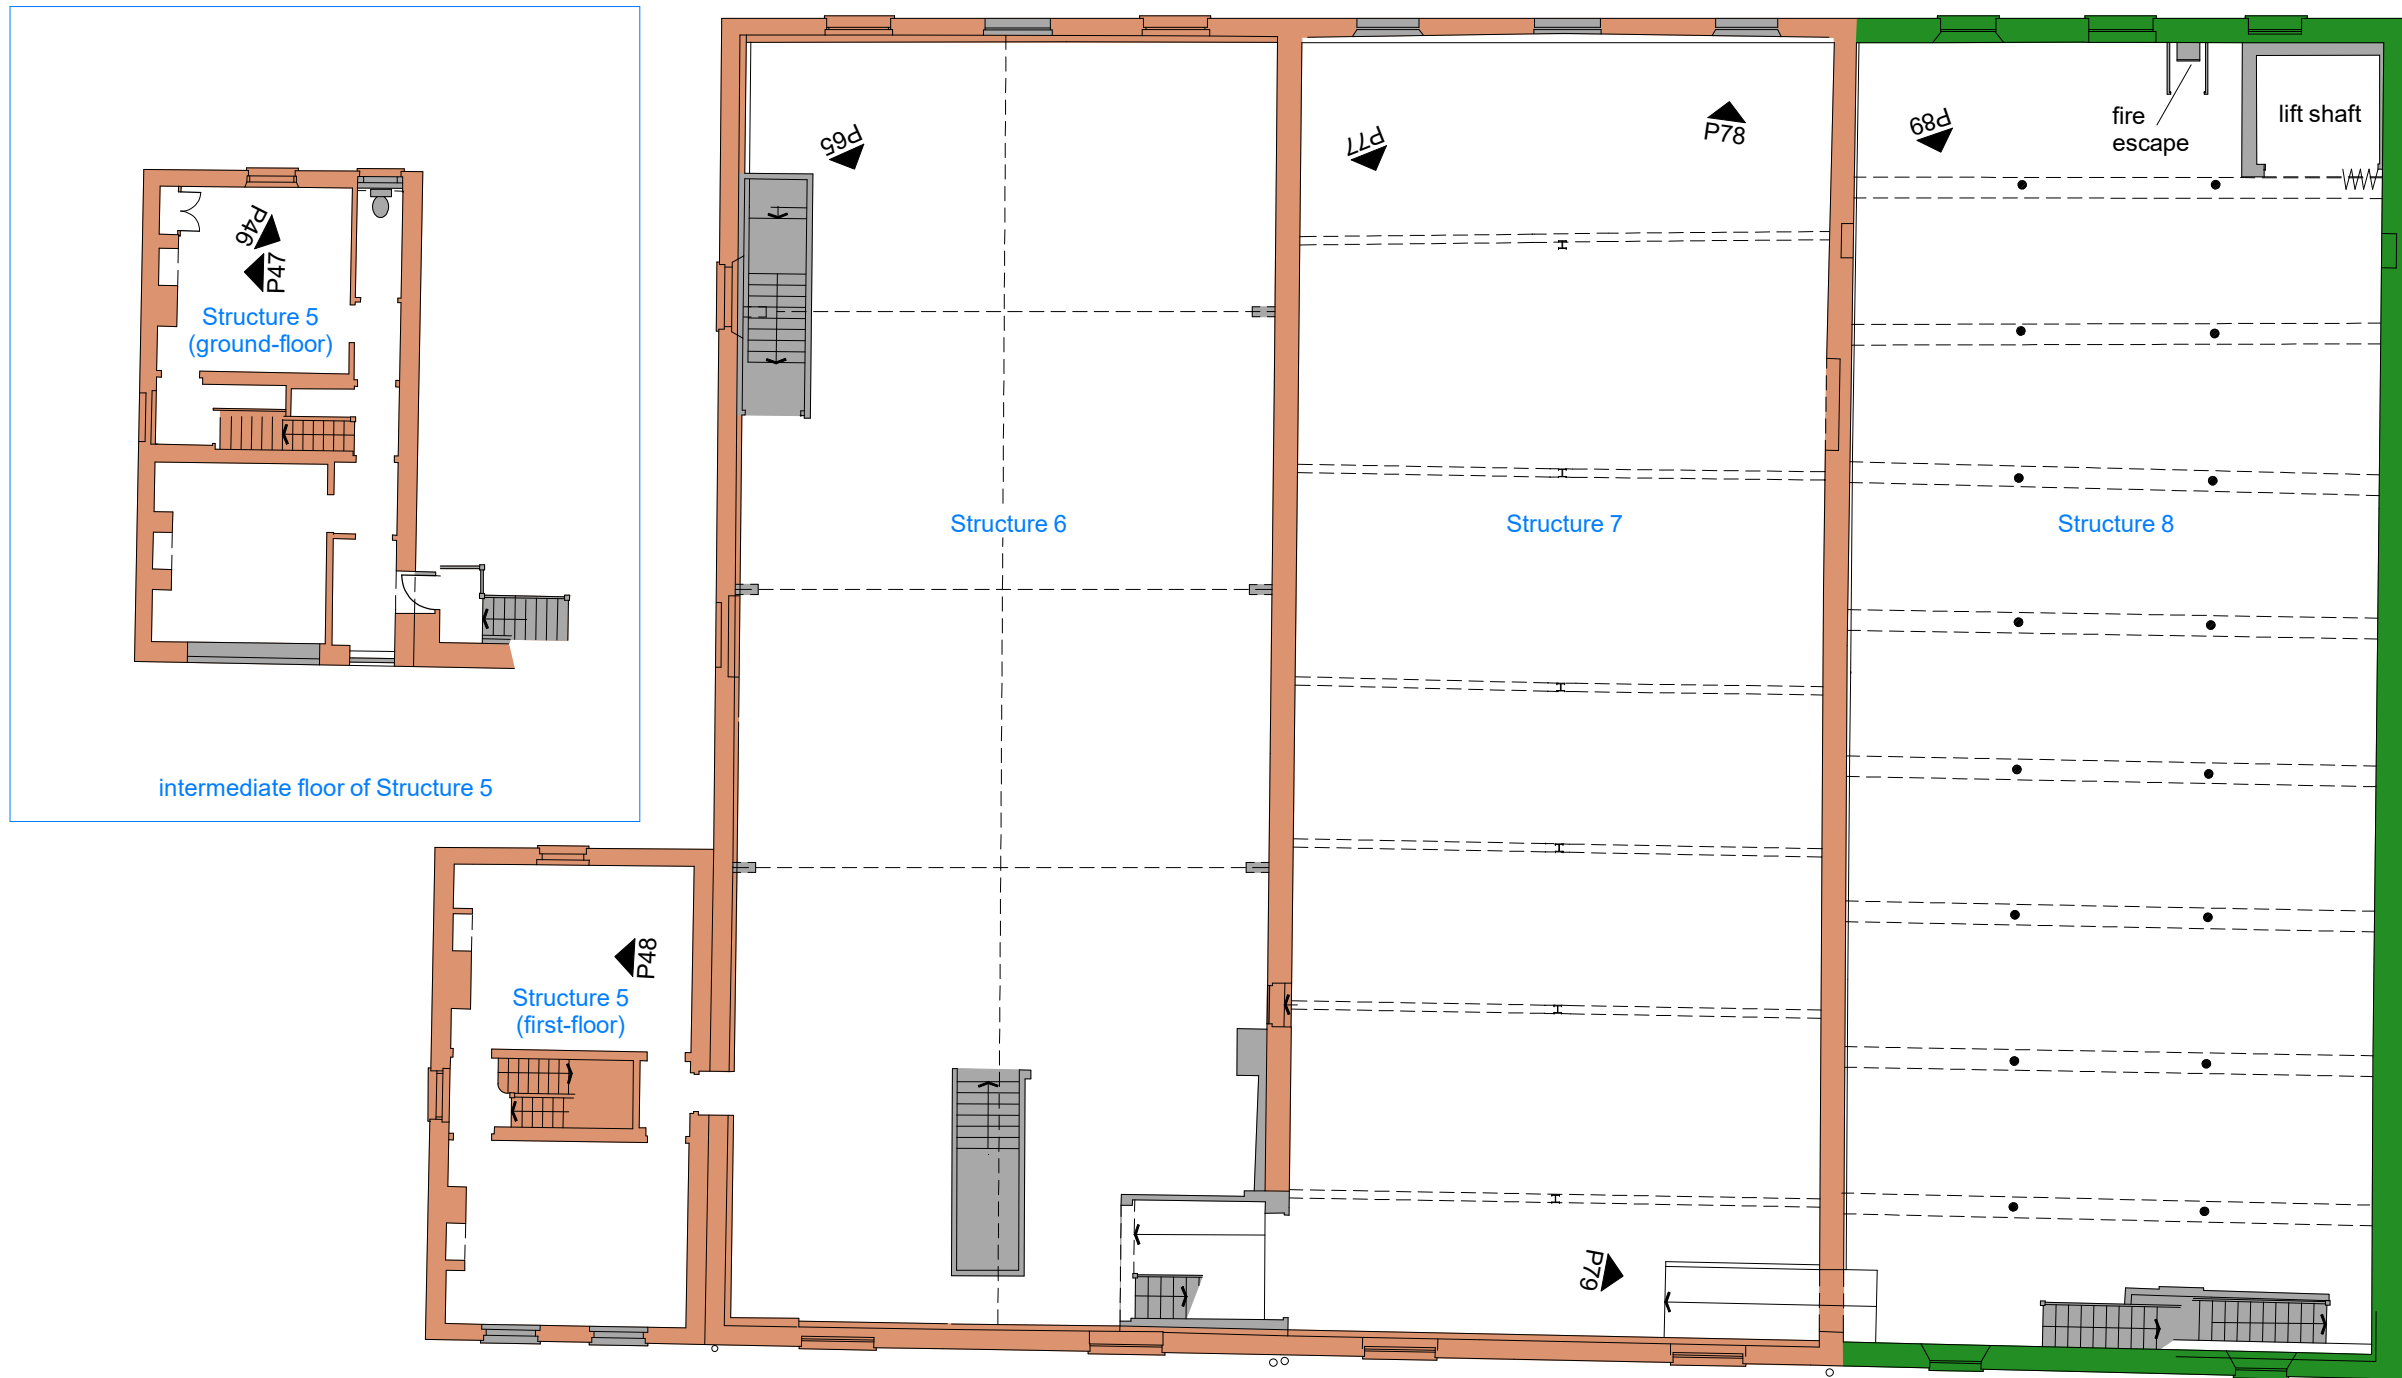 P46
P47
Structure 5
(ground-floor)
intermediate floor of Structure 5
P48
Structure 5
(first-floor)
P65
Structure 6
P77
P78
Structure 7
P79
P89
fire
escape
lift shaft
Structure 8